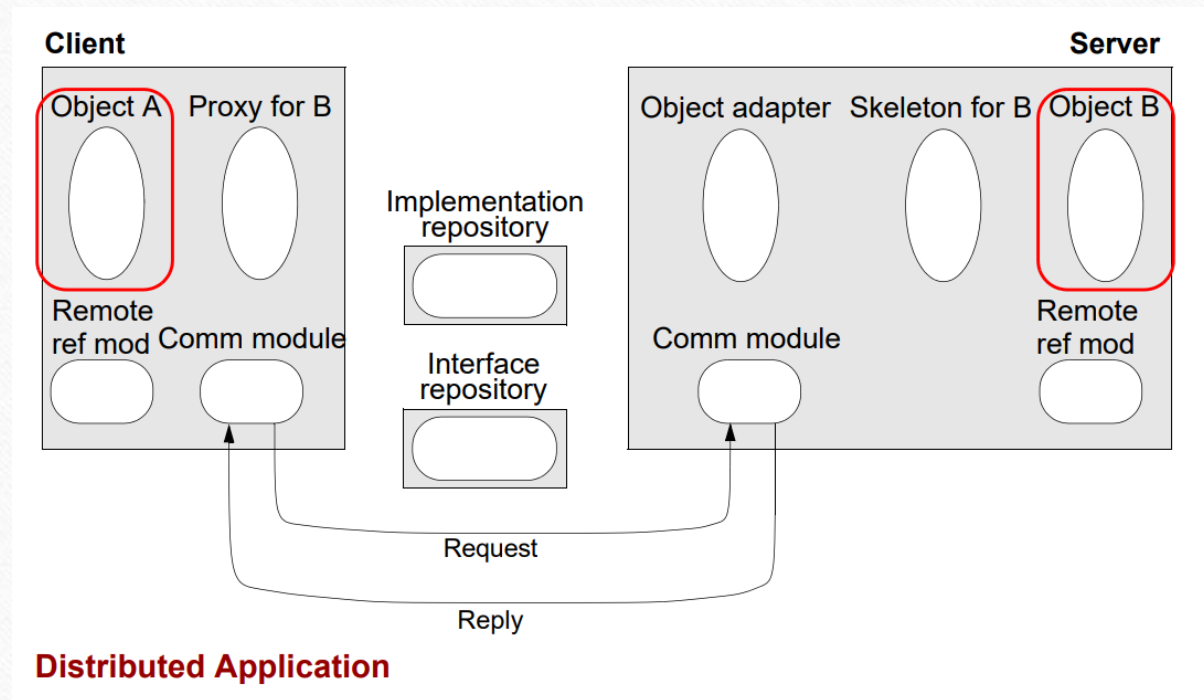 Client
Server
Object A
Proxy for B
Object adapter
Skeleton for B
Object B
Implementation
repository
Remote
ref mod
Comm module
Interface
repository
Comm module
Remote
ref mod
Request
Reply
Distributed Application